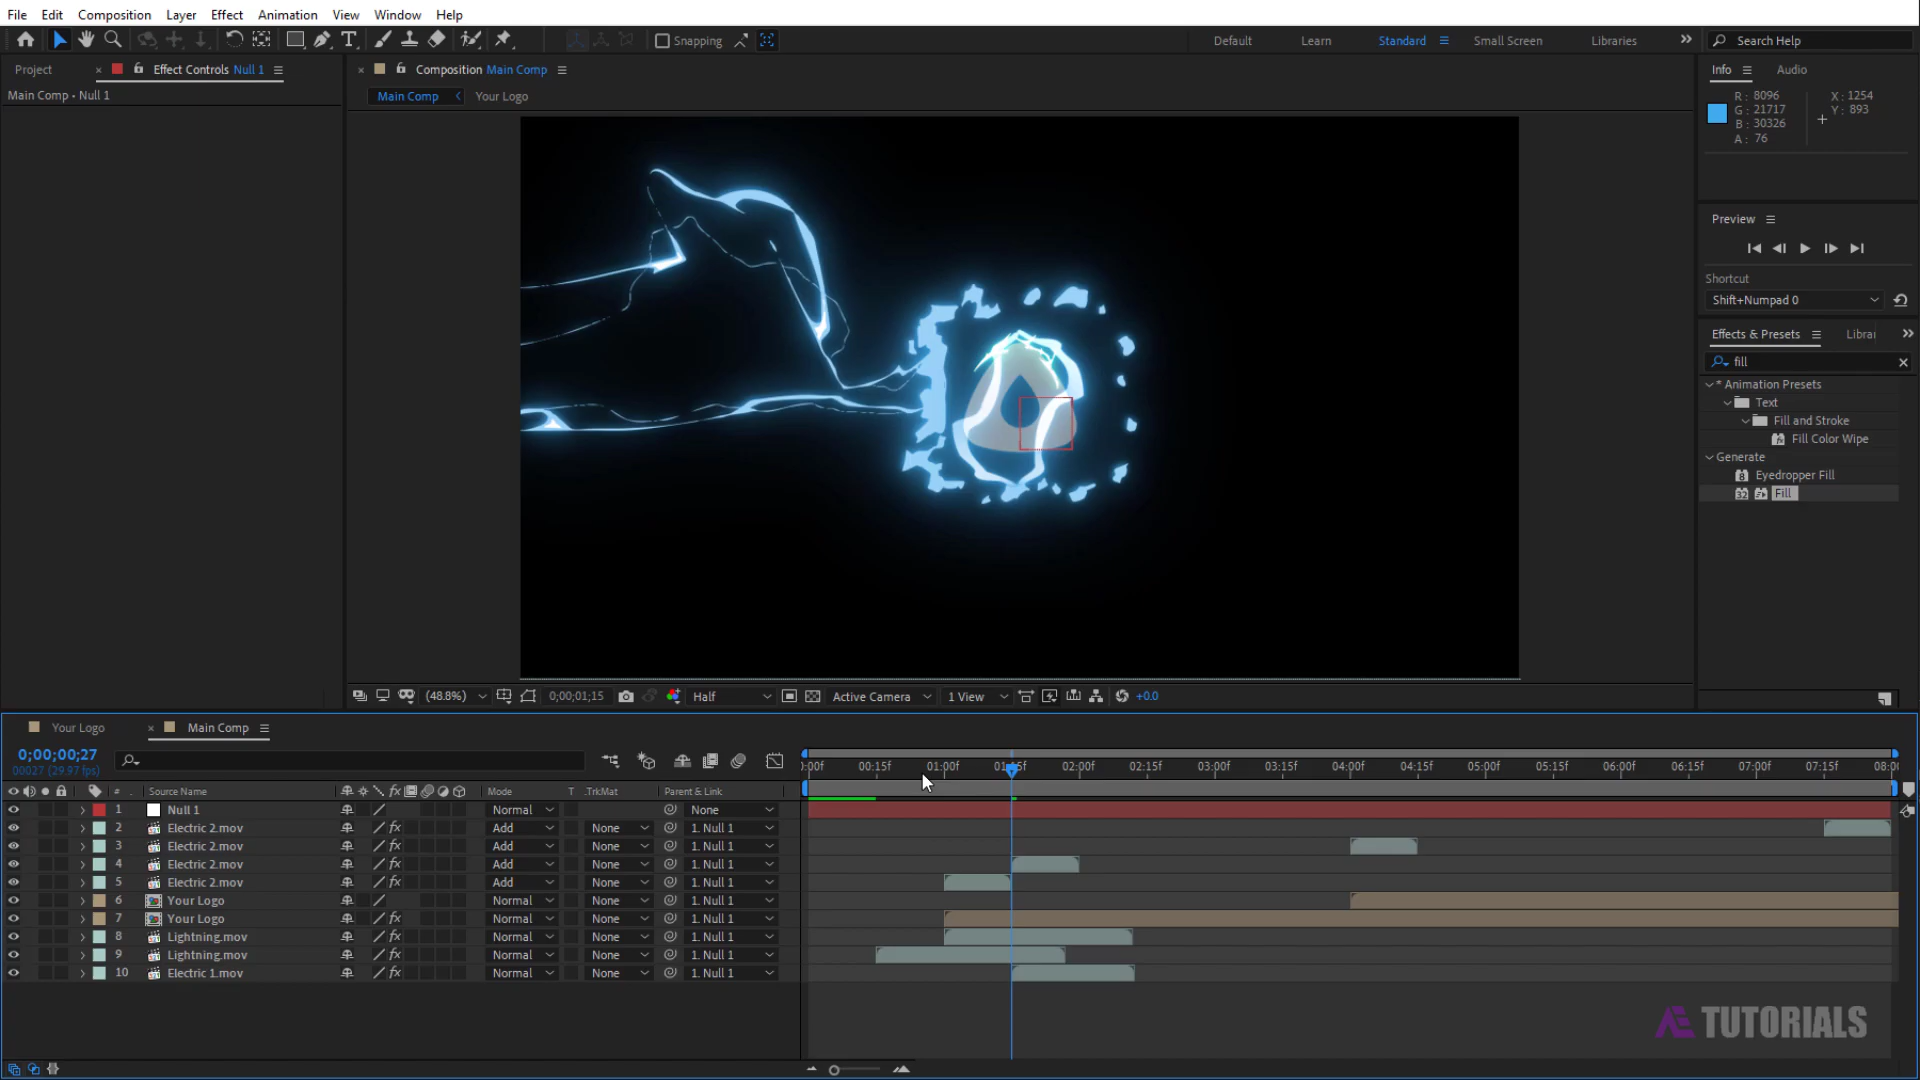 File Edit Composition Layer Effect Animation View Window Help
Snapping
Default Learn Standard Small Screen Libraries
Search Help
Project
Effect Controls Null 1
Main Comp • Null 1
Composition Main Comp
Main Comp
Your Logo
Info Audio
R: 8096
G: 21717
B: 30326
A: 76
X: 1254
Y: 893
Preview
Shortcut
Shift+Numpad 0
Effects & Presets
Librai
fill
* Animation Presets
Text
Fill and Stroke
Fill Color Wipe
Generate
Eyedropper Fill
Fill
(48.8%) 0;00;01;15 Half Active Camera 1 View +0.0
Your Logo Main Comp
0;00;00;27
00027 (29.97 fps)
):00f 00:15f 01:00f 01:15f 02:00f 02:15f 03:00f 03:15f 04:00f 04:15f 05:00f 05:15f 06:00f 06:15f 07:00f 07:15f 08:00
# . Source Name fx Mode T .TrkMat Parent & Link
1 Null 1 Normal None
2 Electric 2.mov fx Add None 1. Null 1
3 Electric 2.mov fx Add None 1. Null 1
4 Electric 2.mov fx Add None 1. Null 1
5 Electric 2.mov fx Add None 1. Null 1
6 Your Logo Normal None 1. Null 1
7 Your Logo fx Normal None 1. Null 1
8 Lightning.mov fx Normal None 1. Null 1
9 Lightning.mov fx Normal None 1. Null 1
10 Electric 1.mov fx Normal None 1. Null 1
AE TUTORIALS